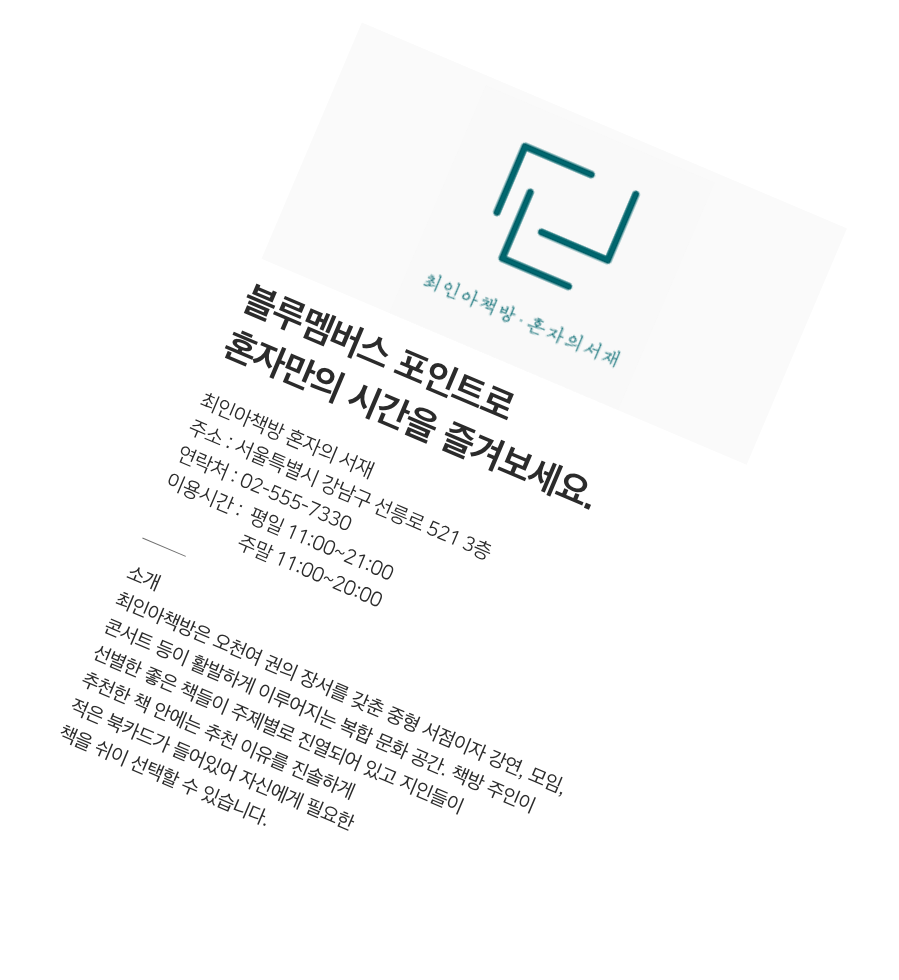 최인아책방·혼자의서재
블루멤버스 포인트로
혼자만의 시간을 즐겨보세요.
최인아책방 혼자의 서재
주소 : 서울특별시 강남구 선릉로 521 3층
연락처 : 02-555-7330
이용시간 : 평일 11:00~21:00
주말 11:00~20:00
소개
최인아책방은 오천여 권의 장서를 갖춘 중형 서점이자 강연, 모임,
콘서트 등이 활발하게 이루어지는 복합 문화 공간. 책방 주인이
선별한 좋은 책들이 주제별로 진열되어 있고 지인들이
추천한 책 안에는 추천 이유를 진솔하게
적은 북카드가 들어있어 자신에게 필요한
책을 쉬이 선택할 수 있습니다.